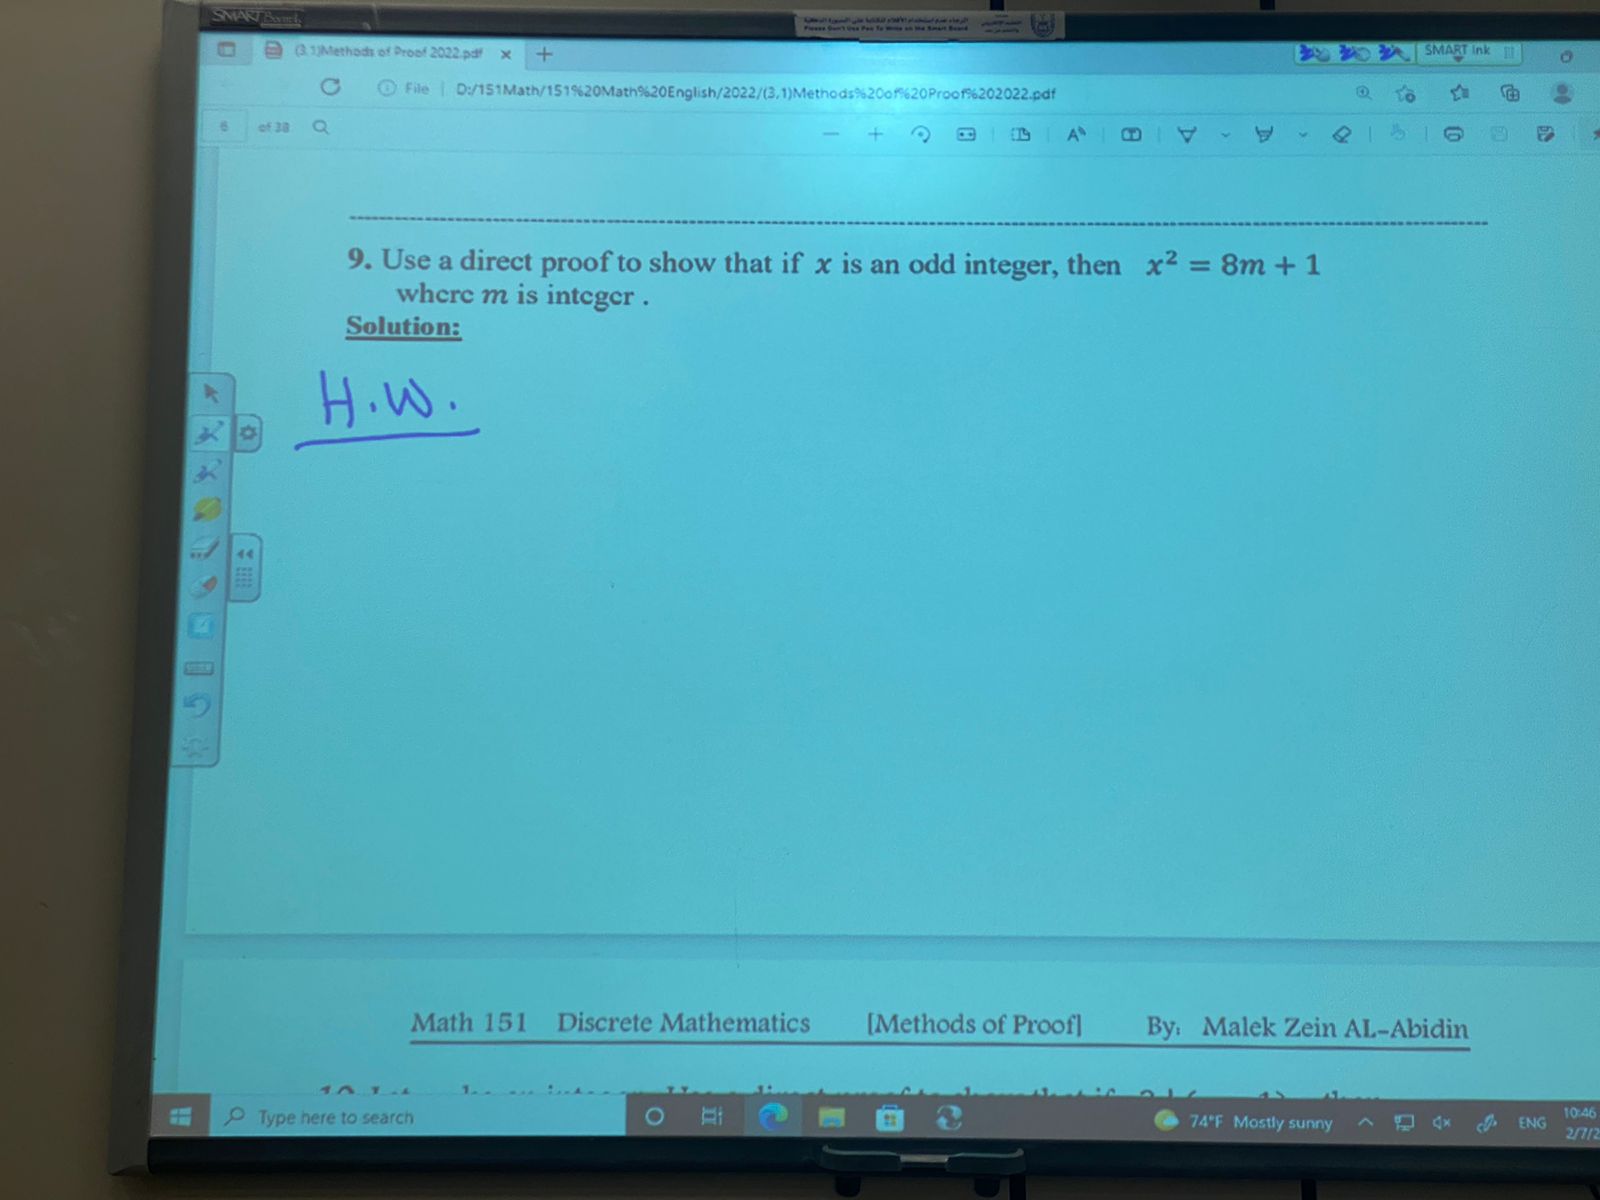 SMART Board
Please Don't Use Pen To Write on the Smart Board
(3,1)Methods of Proof 2022.pdf
SMART Ink
File D:/151Math/151%20Math%20English/2022/(3,1)Methods%20of%20Proof%202022.pdf
6 of 38
9. Use a direct proof to show that if x is an odd integer, then x² = 8m + 1
where m is integer .
Solution:
H.W.
Math 151 Discrete Mathematics [Methods of Proof] By: Malek Zein AL-Abidin
Type here to search
74°F Mostly sunny
ENG
10:46
2/7/2